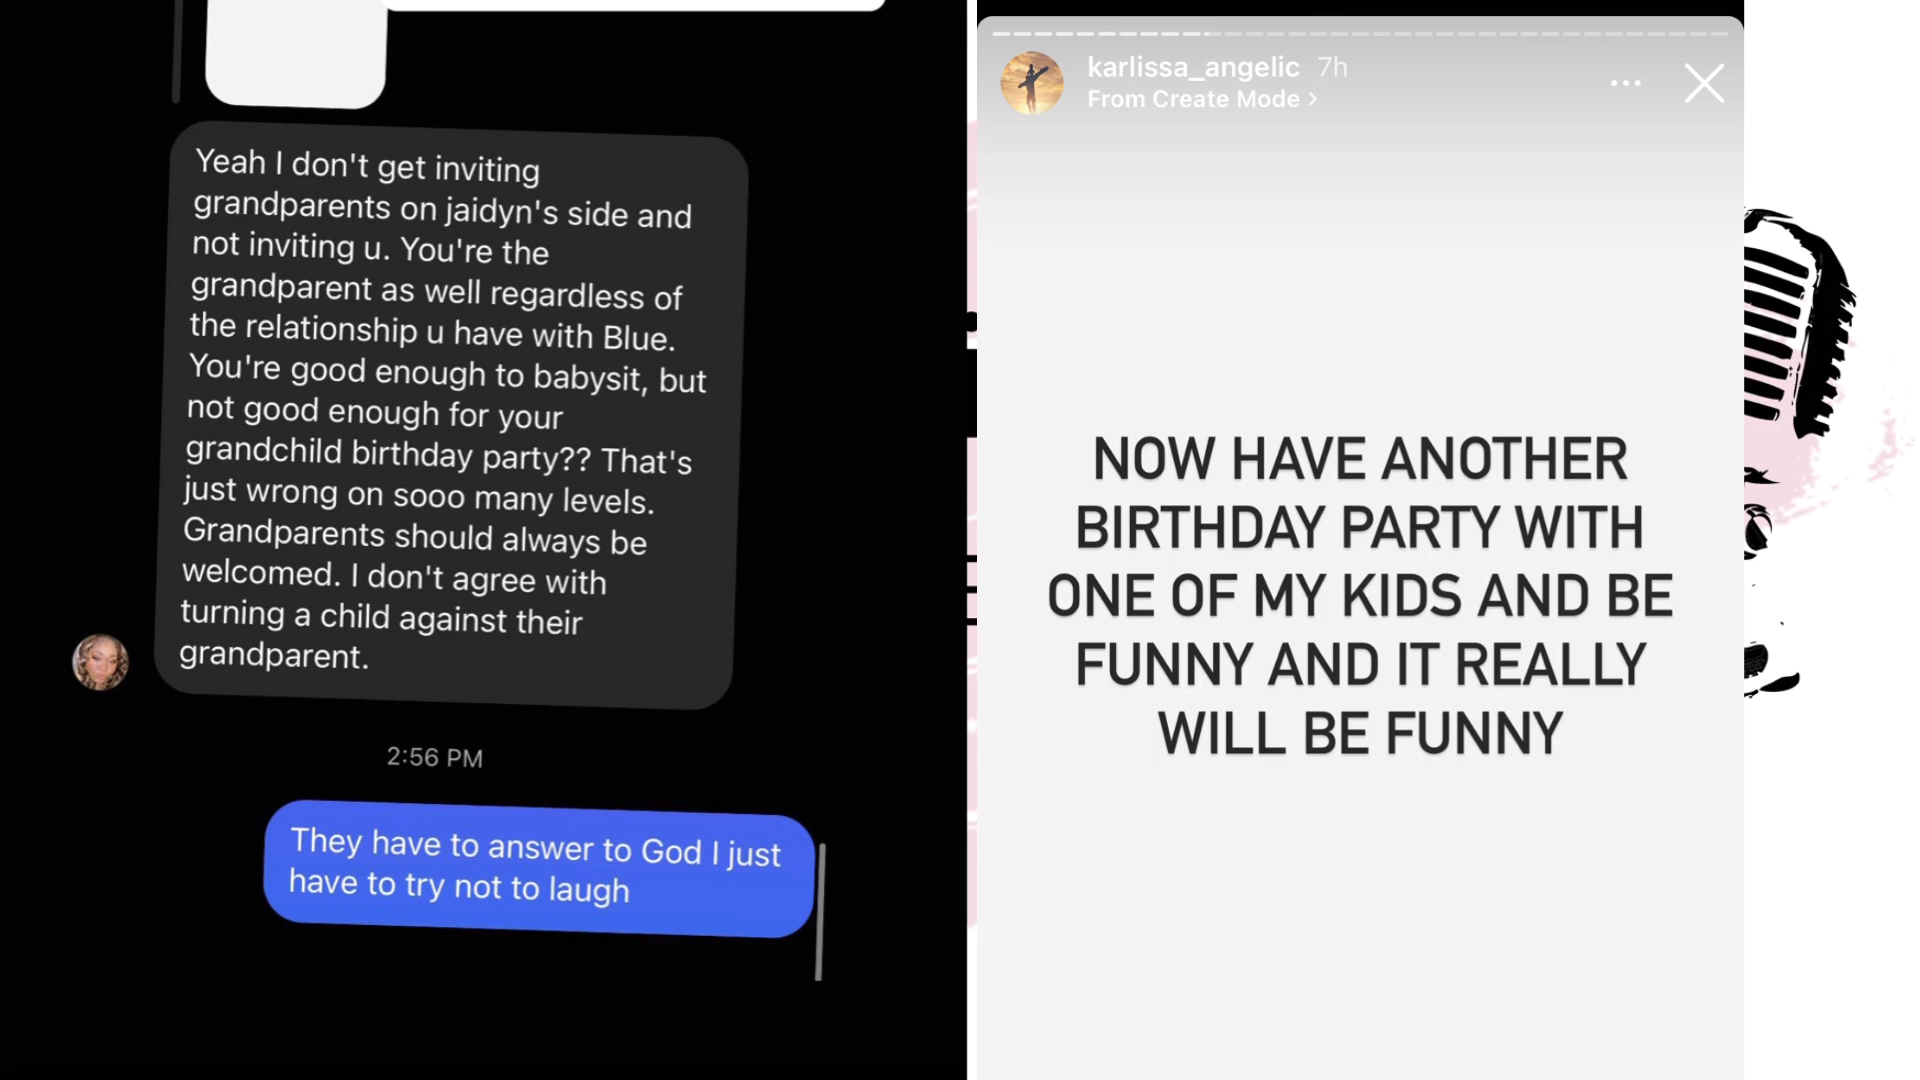 Yeah I don't get inviting
grandparents on jaidyn's side and
not inviting u. You're the
grandparent as well regardless of
the relationship u have with Blue.
You're good enough to babysit, but
not good enough for your
grandchild birthday party?? That's
just wrong on sooo many levels.
Grandparents should always be
welcomed. I don't agree with
turning a child against their
grandparent.
2:56 PM
They have to answer to God I just
have to try not to laugh
karlissa_angelic 7h
From Create Mode >
NOW HAVE ANOTHER
BIRTHDAY PARTY WITH
ONE OF MY KIDS AND BE
FUNNY AND IT REALLY
WILL BE FUNNY